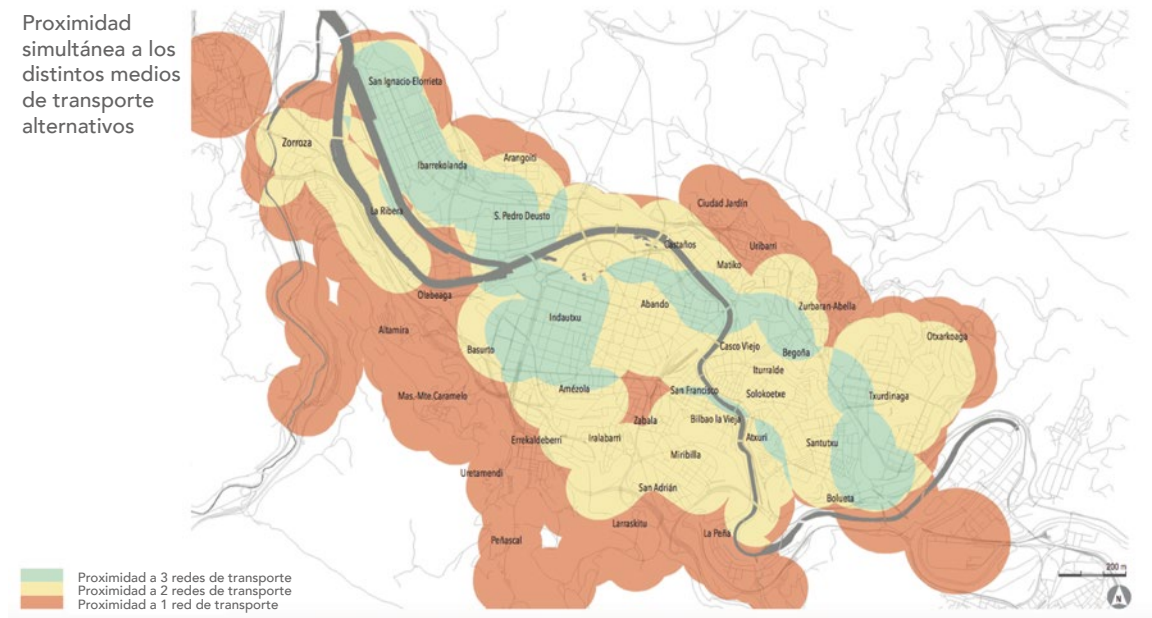 Proximidad
simultánea a los
distintos medios
de transporte
alternativos
San Ignacio-Elorrieta
Zorroza
Ibarrekolanda
Arangoiti
La Ribera
S. Pedro Deusto
Ciudad Jardín
Castaños
Uribarri
Matiko
Olabeaga
Abando
Zurbaran-Abella
Indautxu
Altamira
Otxarkoaga
Basurto
Casco Viejo
Begoña
Iturralde
Amézola
San Francisco
Solokoetxe
Mas.-Mte.Caramelo
Txurdinaga
Zabala
Bilbao la Vieja
Errekaldeberri
Iralabarri
Atxuri
Santutxu
Miribilla
Uretamendi
San Adrián
Bolueta
Larraskitu
La Peña
Peñascal
200 m
N
Proximidad a 3 redes de transporte
Proximidad a 2 redes de transporte
Proximidad a 1 red de transporte